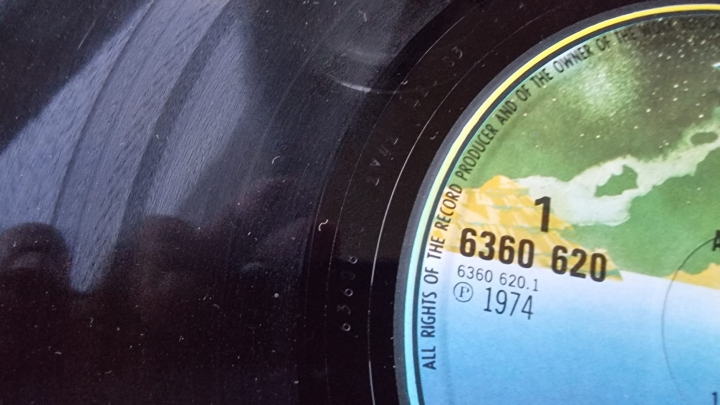 ALL RIGHTS OF THE RECORD PRODUCER AND OF THE OWNER OF THE WORK
1
6360 620
6360 620.1
Ⓟ 1974